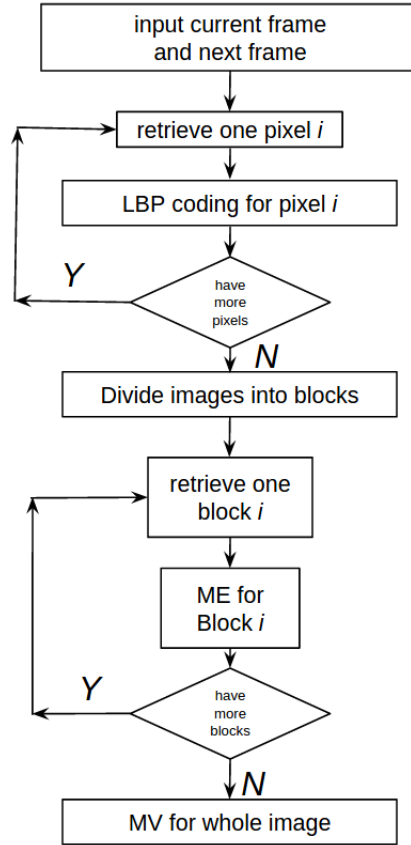 input current frame
and next frame
retrieve one pixel i
LBP coding for pixel i
have
more
pixels
Y
N
Divide images into blocks
retrieve one
block i
ME for
Block i
have
more
blocks
Y
N
MV for whole image